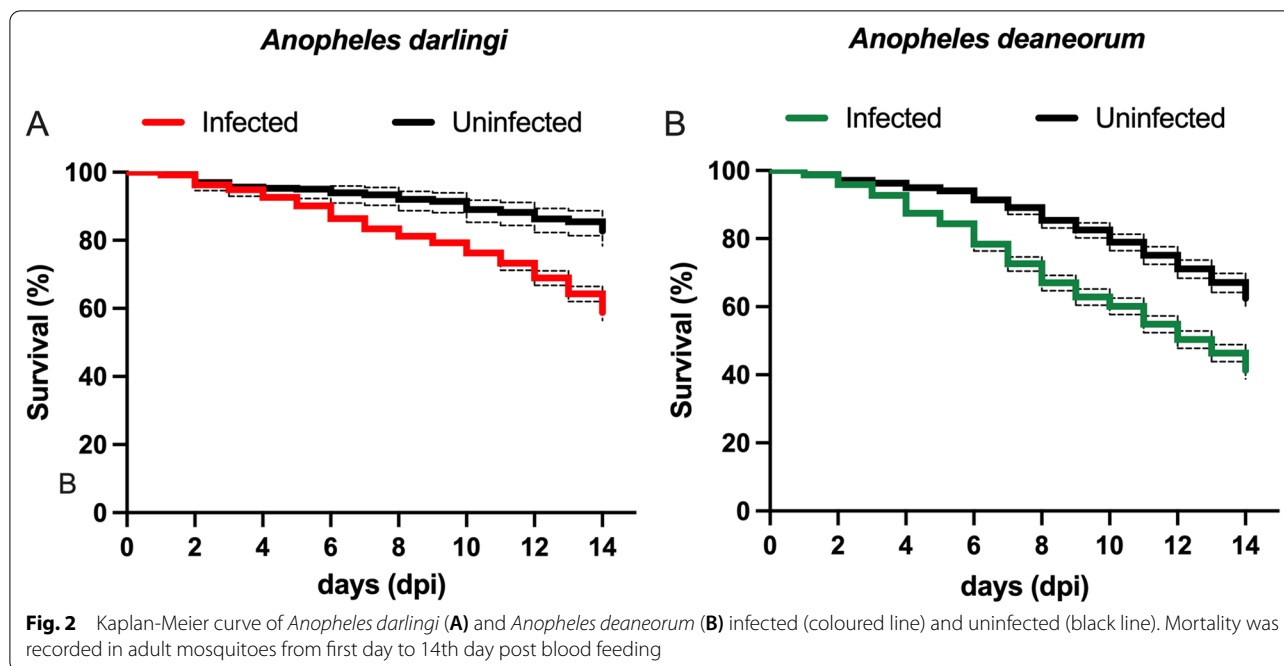 Anopheles darlingi
Anopheles deaneorum
A
Infected
Uninfected
B
Infected
Uninfected
Survival (%)
100
80
60
40
20
0
B
0 2 4 6 8 10 12 14
days (dpi)
Survival (%)
100
80
60
40
20
0
0 2 4 6 8 10 12 14
days (dpi)
Fig. 2 Kaplan-Meier curve of Anopheles darlingi (A) and Anopheles deaneorum (B) infected (coloured line) and uninfected (black line). Mortality was
recorded in adult mosquitoes from first day to 14th day post blood feeding